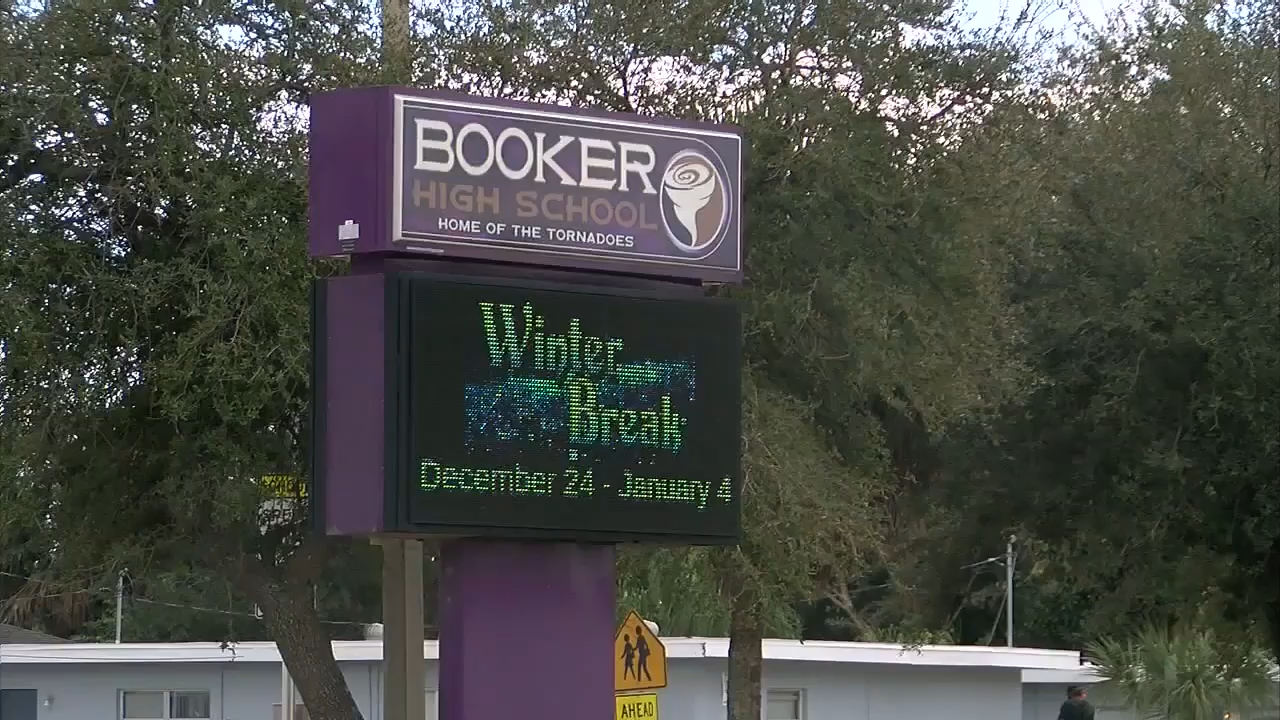 BOOKER
HIGH SCHOOL
HOME OF THE TORNADOES
Winter
Break
December 24 - January 4
AHEAD